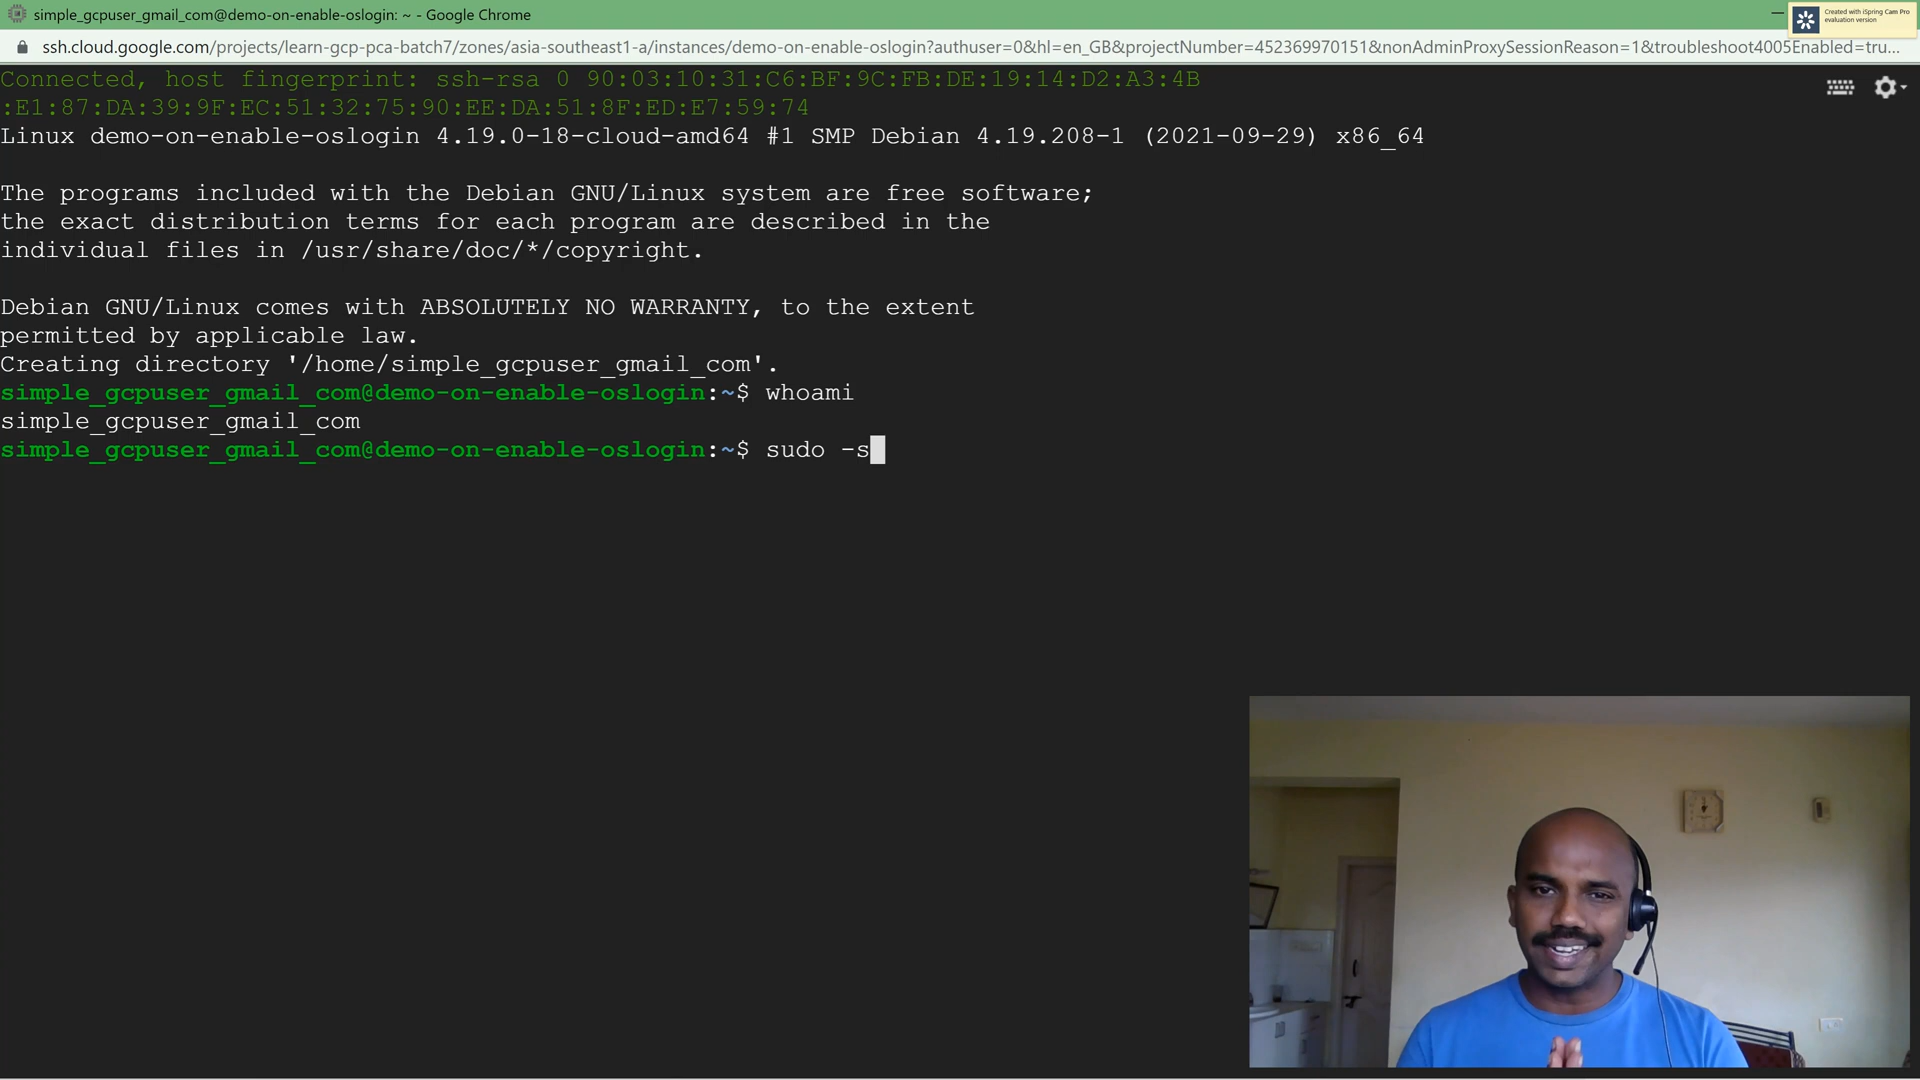 simple_gcpuser_gmail_com@demo-on-enable-oslogin: ~ - Google Chrome
Created with iSpring Cam Pro
evaluation version
ssh.cloud.google.com/projects/learn-gcp-pca-batch7/zones/asia-southeast1-a/instances/demo-on-enable-oslogin?authuser=0&hl=en_GB&projectNumber=452369970151&nonAdminProxySessionReason=1&troubleshoot4005Enabled=tru...
Connected, host fingerprint: ssh-rsa 0 90:03:10:31:C6:BF:9C:FB:DE:19:14:D2:A3:4B
:E1:87:DA:39:9F:EC:51:32:75:90:EE:DA:51:8F:ED:E7:59:74
Linux demo-on-enable-oslogin 4.19.0-18-cloud-amd64 #1 SMP Debian 4.19.208-1 (2021-09-29) x86_64
The programs included with the Debian GNU/Linux system are free software;
the exact distribution terms for each program are described in the
individual files in /usr/share/doc/*/copyright.
Debian GNU/Linux comes with ABSOLUTELY NO WARRANTY, to the extent
permitted by applicable law.
Creating directory '/home/simple_gcpuser_gmail_com'.
simple_gcpuser_gmail_com@demo-on-enable-oslogin:~$ whoami
simple_gcpuser_gmail_com
simple_gcpuser_gmail_com@demo-on-enable-oslogin:~$ sudo -s